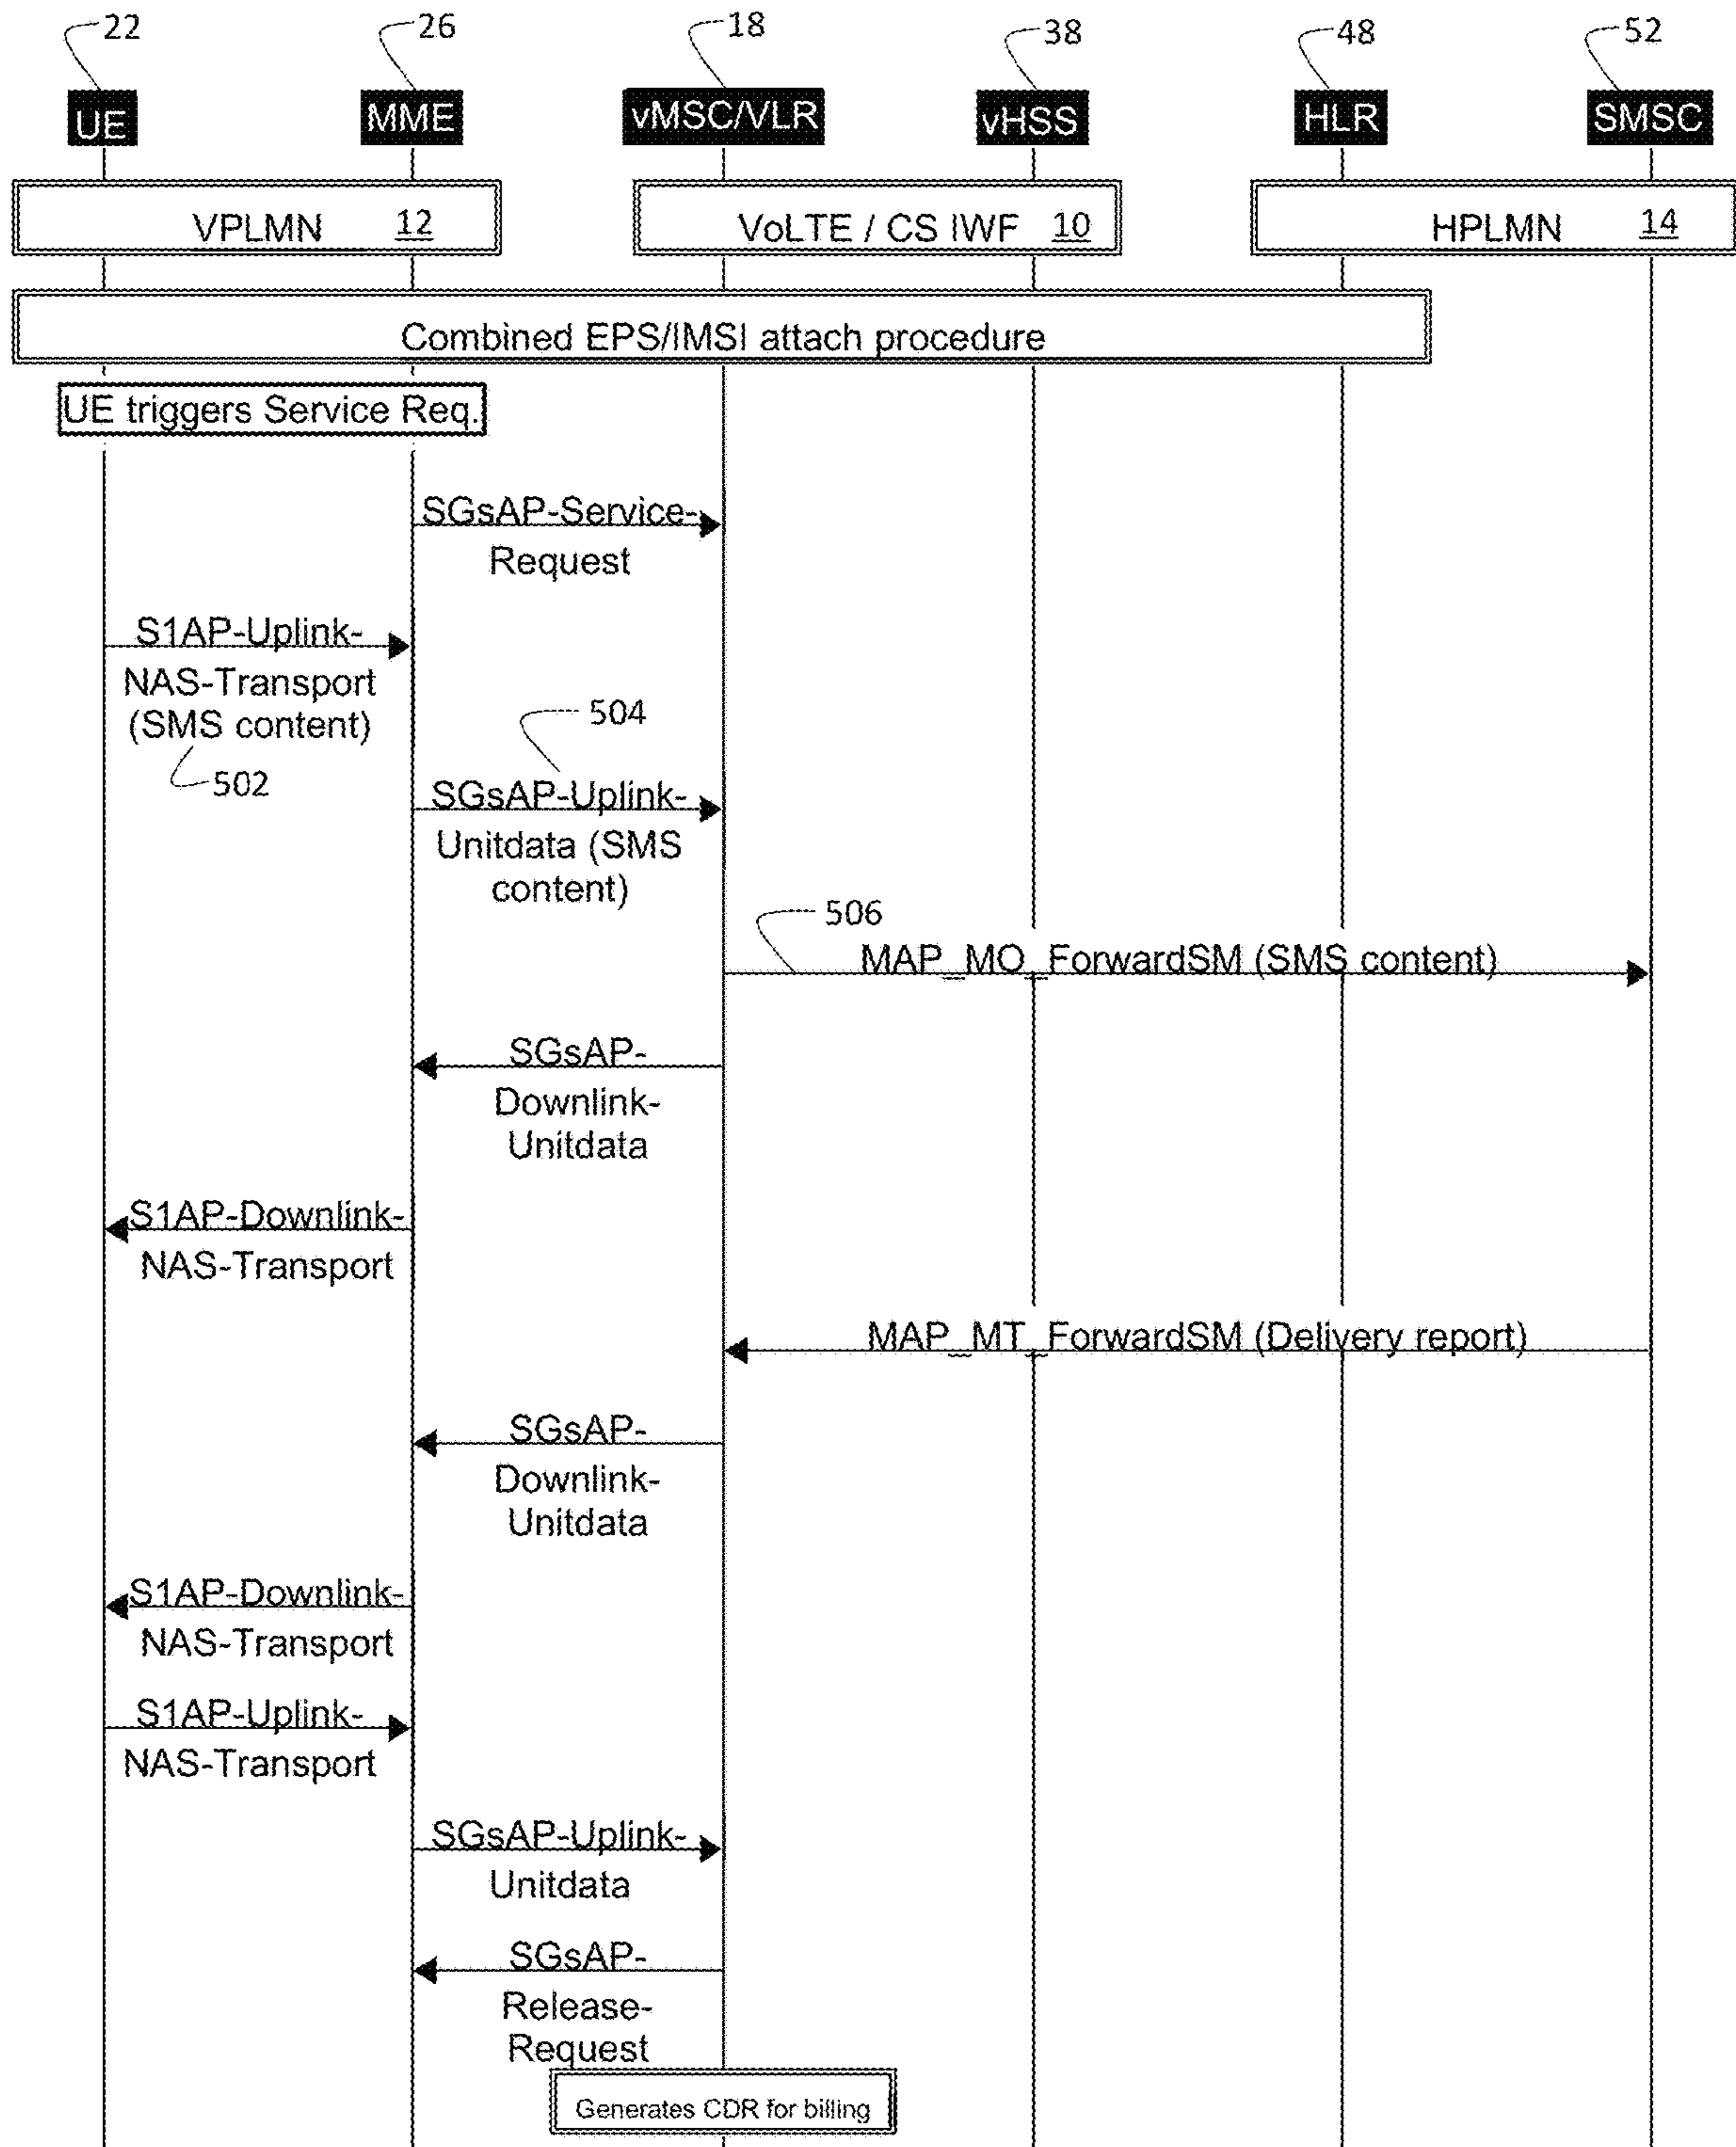 22
26
18
38
48
52
UE
MME
vMSC/VLR
vHSS
HLR
SMSC
VPLMN 12
VoLTE / CS IWF 10
HPLMN 14
Combined EPS/IMSI attach procedure
UE triggers Service Req.
SGsAP-Service-
Request
S1AP-Uplink-
NAS-Transport
(SMS content)
502
504
SGsAP-Uplink-
Unitdata (SMS
content)
506
MAP_MO_ForwardSM (SMS content)
SGsAP-
Downlink-
Unitdata
S1AP-Downlink-
NAS-Transport
MAP_MT_ForwardSM (Delivery report)
SGsAP-
Downlink-
Unitdata
S1AP-Downlink-
NAS-Transport
S1AP-Uplink-
NAS-Transport
SGsAP-Uplink-
Unitdata
SGsAP-
Release-
Request
Generates CDR for billing